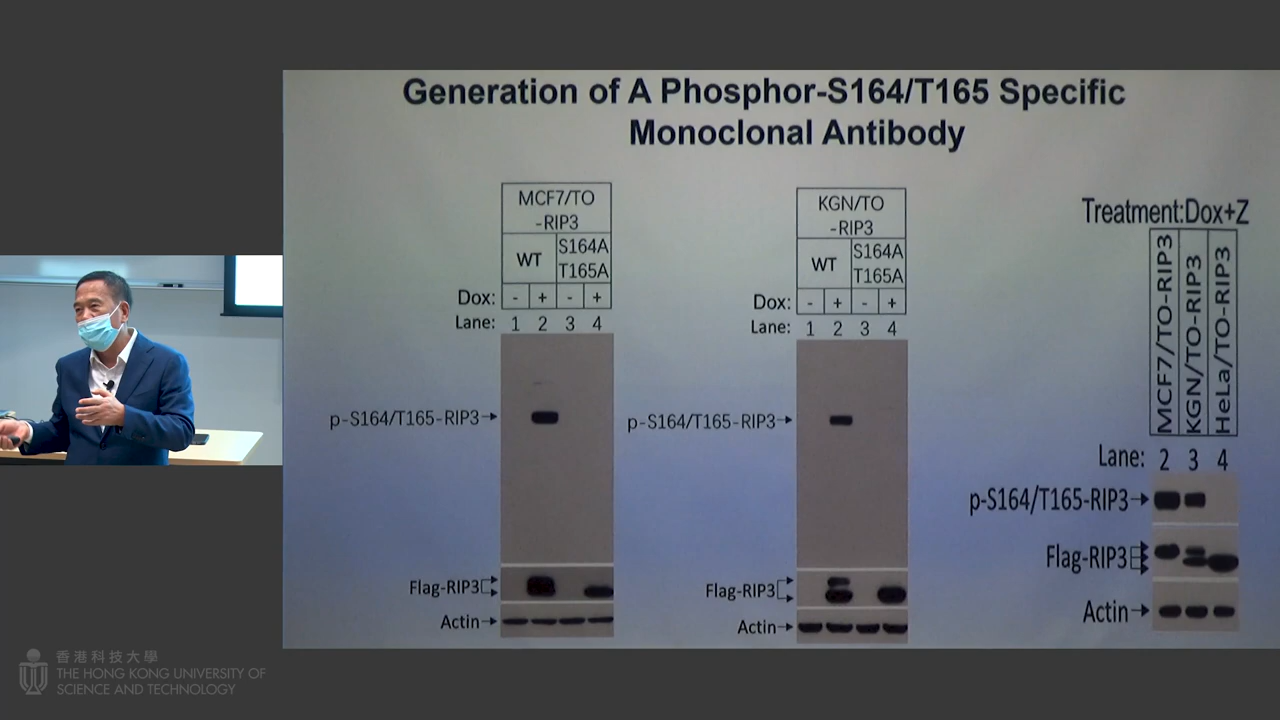 Generation of A Phosphor-S164/T165 Specific
Monoclonal Antibody
MCF7/TO
-RIP3
WT
S164A
T165A
Dox: - + - +
Lane: 1 2 3 4
p-S164/T165-RIP3
Flag-RIP3
Actin
KGN/TO
-RIP3
WT
S164A
T165A
Dox: - + - +
Lane: 1 2 3 4
p-S164/T165-RIP3
Flag-RIP3
Actin
Treatment:Dox+Z
MCF7/TO-RIP3
KGN/TO-RIP3
HeLa/TO-RIP3
Lane: 2 3 4
p-S164/T165-RIP3
Flag-RIP3
Actin
香港科技大學
THE HONG KONG UNIVERSITY OF
SCIENCE AND TECHNOLOGY